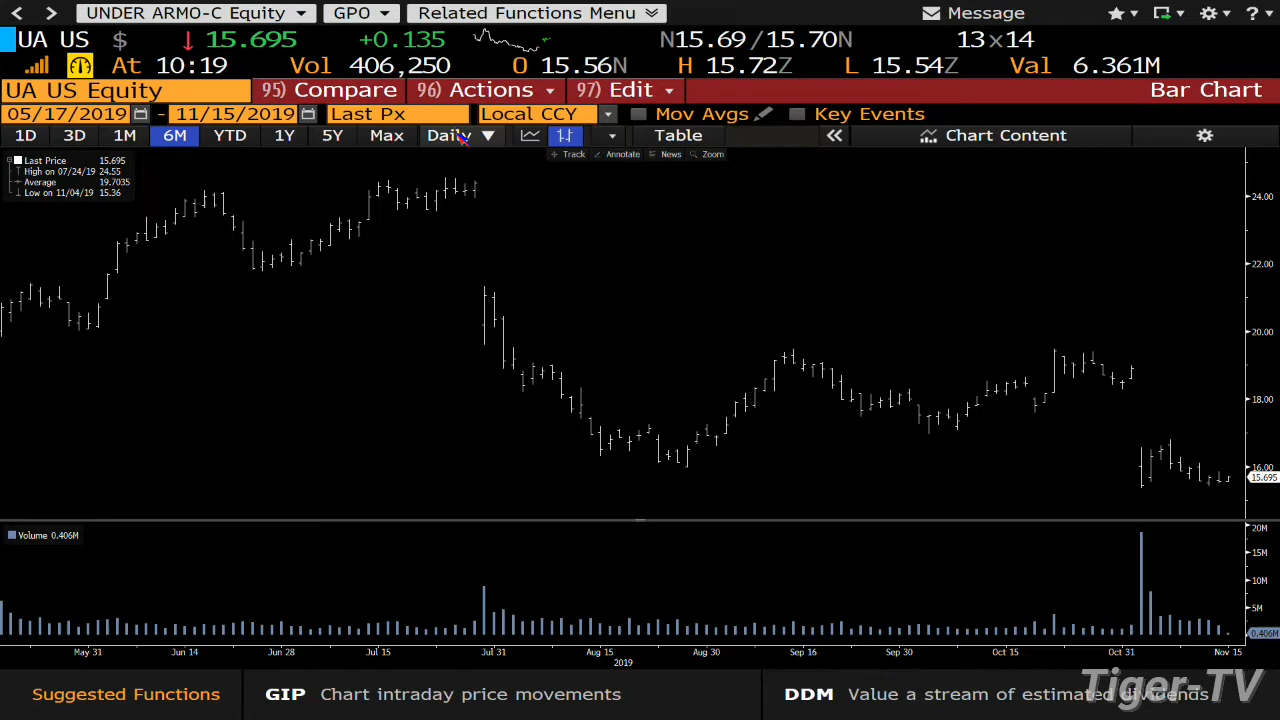 UNDER ARMO-C Equity GPO Related Functions Menu Message ?
UA US $ ↓ 15.695 +0.135 N15.69/15.70N 13x14
At 10:19 Vol 406,250 O 15.56N H 15.72Z L 15.54Z Val 6.361M
UA US Equity 95) Compare 96) Actions 97) Edit Bar Chart
05/17/2019 - 11/15/2019 Last Px Local CCY Mov Avgs Key Events
1D 3D 1M 6M YTD 1Y 5Y Max Daily ▼ Table « Chart Content
Track Annotate News Zoom
Last Price 15.695
High on 07/24/19 24.55
Average 19.7035
Low on 11/04/19 15.36
24.00
22.00
20.00
18.00
16.00
15.695
Volume 0.406M
20M
15M
10M
5M
0.406M
May 31 Jun 14 Jun 28 Jul 15 Jul 31 Aug 15 Aug 30 Sep 16 Sep 30 Oct 15 Oct 31 Nov 15
2019
Suggested Functions GIP Chart intraday price movements DDM Value a stream of estimated dividends
Tiger-TV